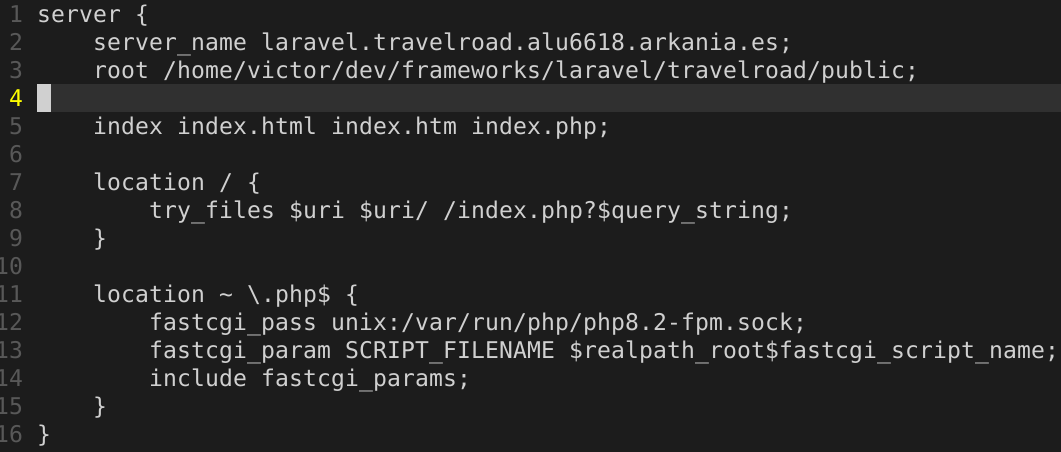 1 server {
2     server_name laravel.travelroad.alu6618.arkania.es;
3     root /home/victor/dev/frameworks/laravel/travelroad/public;
4
5     index index.html index.htm index.php;
6
7     location / {
8         try_files $uri $uri/ /index.php?$query_string;
9     }
10
11     location ~ \.php$ {
12         fastcgi_pass unix:/var/run/php/php8.2-fpm.sock;
13         fastcgi_param SCRIPT_FILENAME $realpath_root$fastcgi_script_name;
14         include fastcgi_params;
15     }
16 }